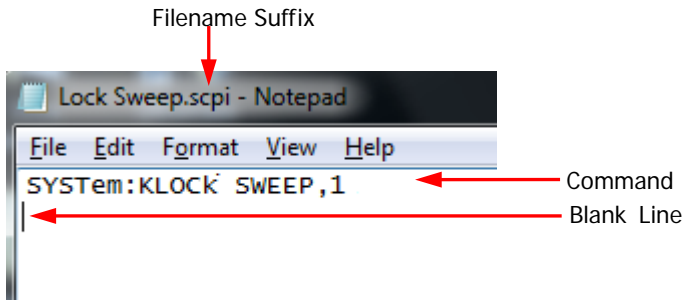 Filename Suffix
Lock Sweep.scpi - Notepad
File Edit Format View Help
SYSTem:KLOCk SWEEP,1
Command
Blank Line